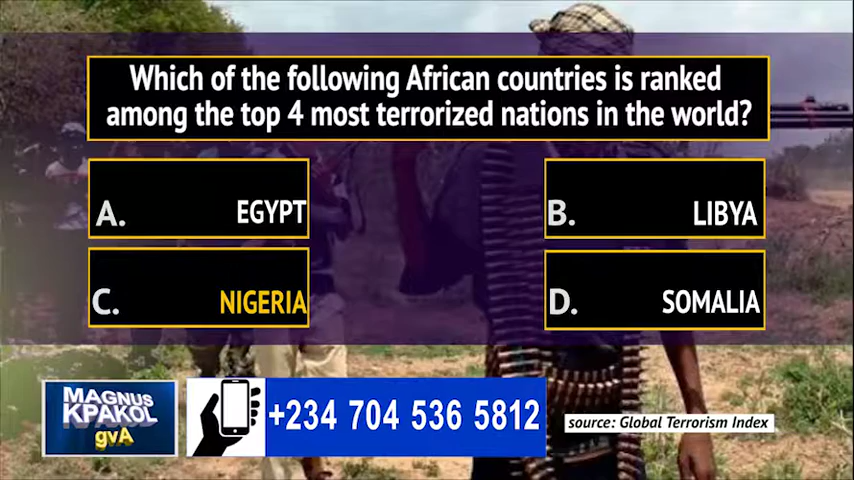 Which of the following African countries is ranked
among the top 4 most terrorized nations in the world?
A. EGYPT
B. LIBYA
C. NIGERIA
D. SOMALIA
MAGNUS
KPAKOL
gvA
+234 704 536 5812
source: Global Terrorism Index